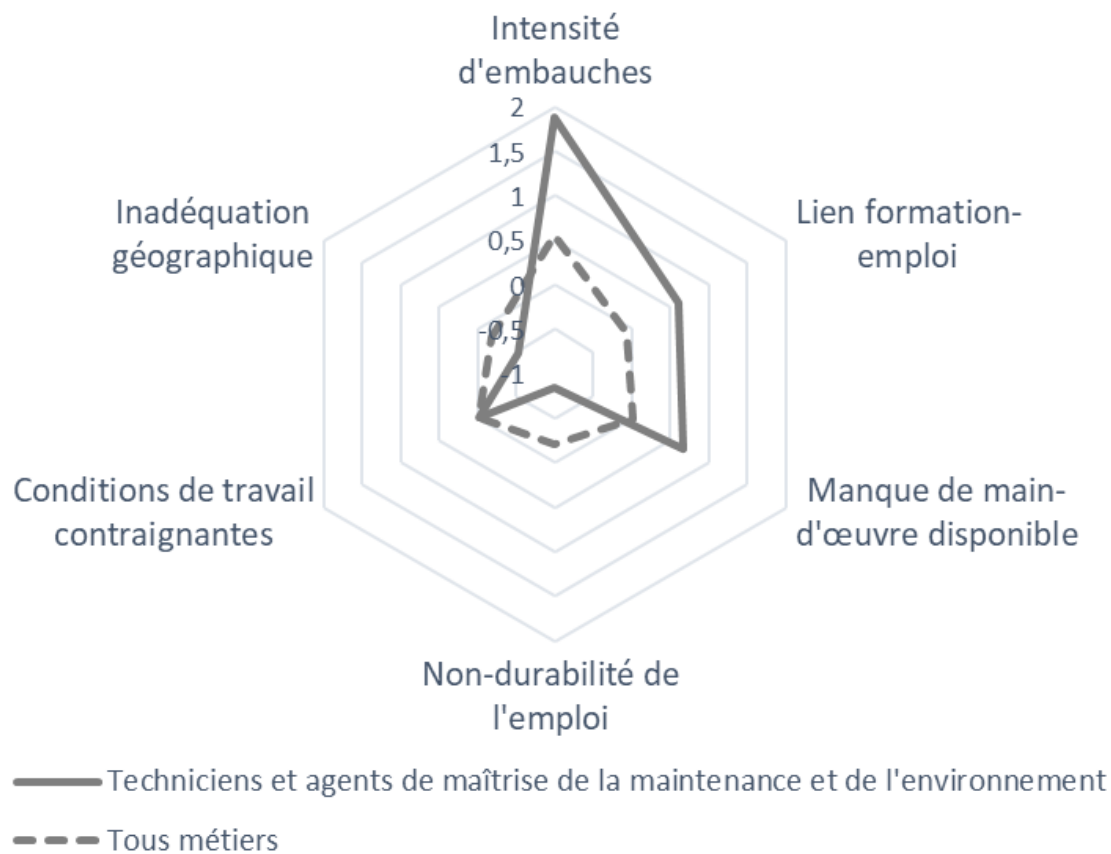 Intensité
d'embauches
2
1,5
1
0,5
0
-0,5
-1
Inadéquation
géographique
Lien formation-
emploi
Conditions de travail
contraignantes
Manque de main-
d'œuvre disponible
Non-durabilité de
l'emploi
Techniciens et agents de maîtrise de la maintenance et de l'environnement
Tous métiers